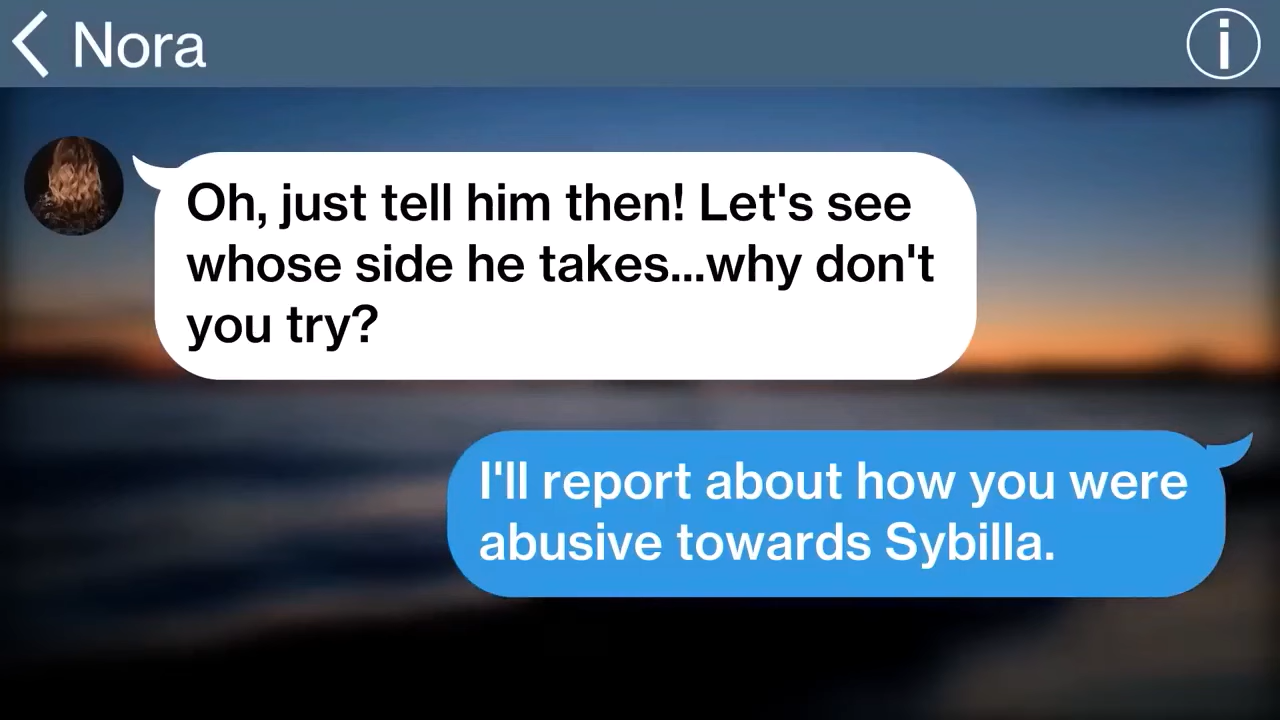 Nora
i
Oh, just tell him then! Let's see
whose side he takes...why don't
you try?
I'll report about how you were
abusive towards Sybilla.